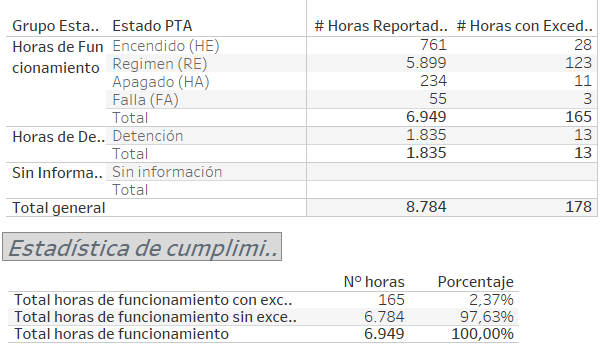 Grupo Esta.. Estado PTA # Horas Reportad.. # Horas con Exced..
Horas de Fun Encendido (HE) 761 28
cionamiento Regimen (RE) 5.899 123
Apagado (HA) 234 11
Falla (FA) 55 3
Total 6.949 165
Horas de De.. Detención 1.835 13
Total 1.835 13
Sin Informa.. Sin información
Total
Total general 8.784 178
Estadística de cumplimi..
Nº horas Porcentaje
Total horas de funcionamiento con exc.. 165 2,37%
Total horas de funcionamiento sin exce.. 6.784 97,63%
Total horas de funcionamiento 6.949 100,00%